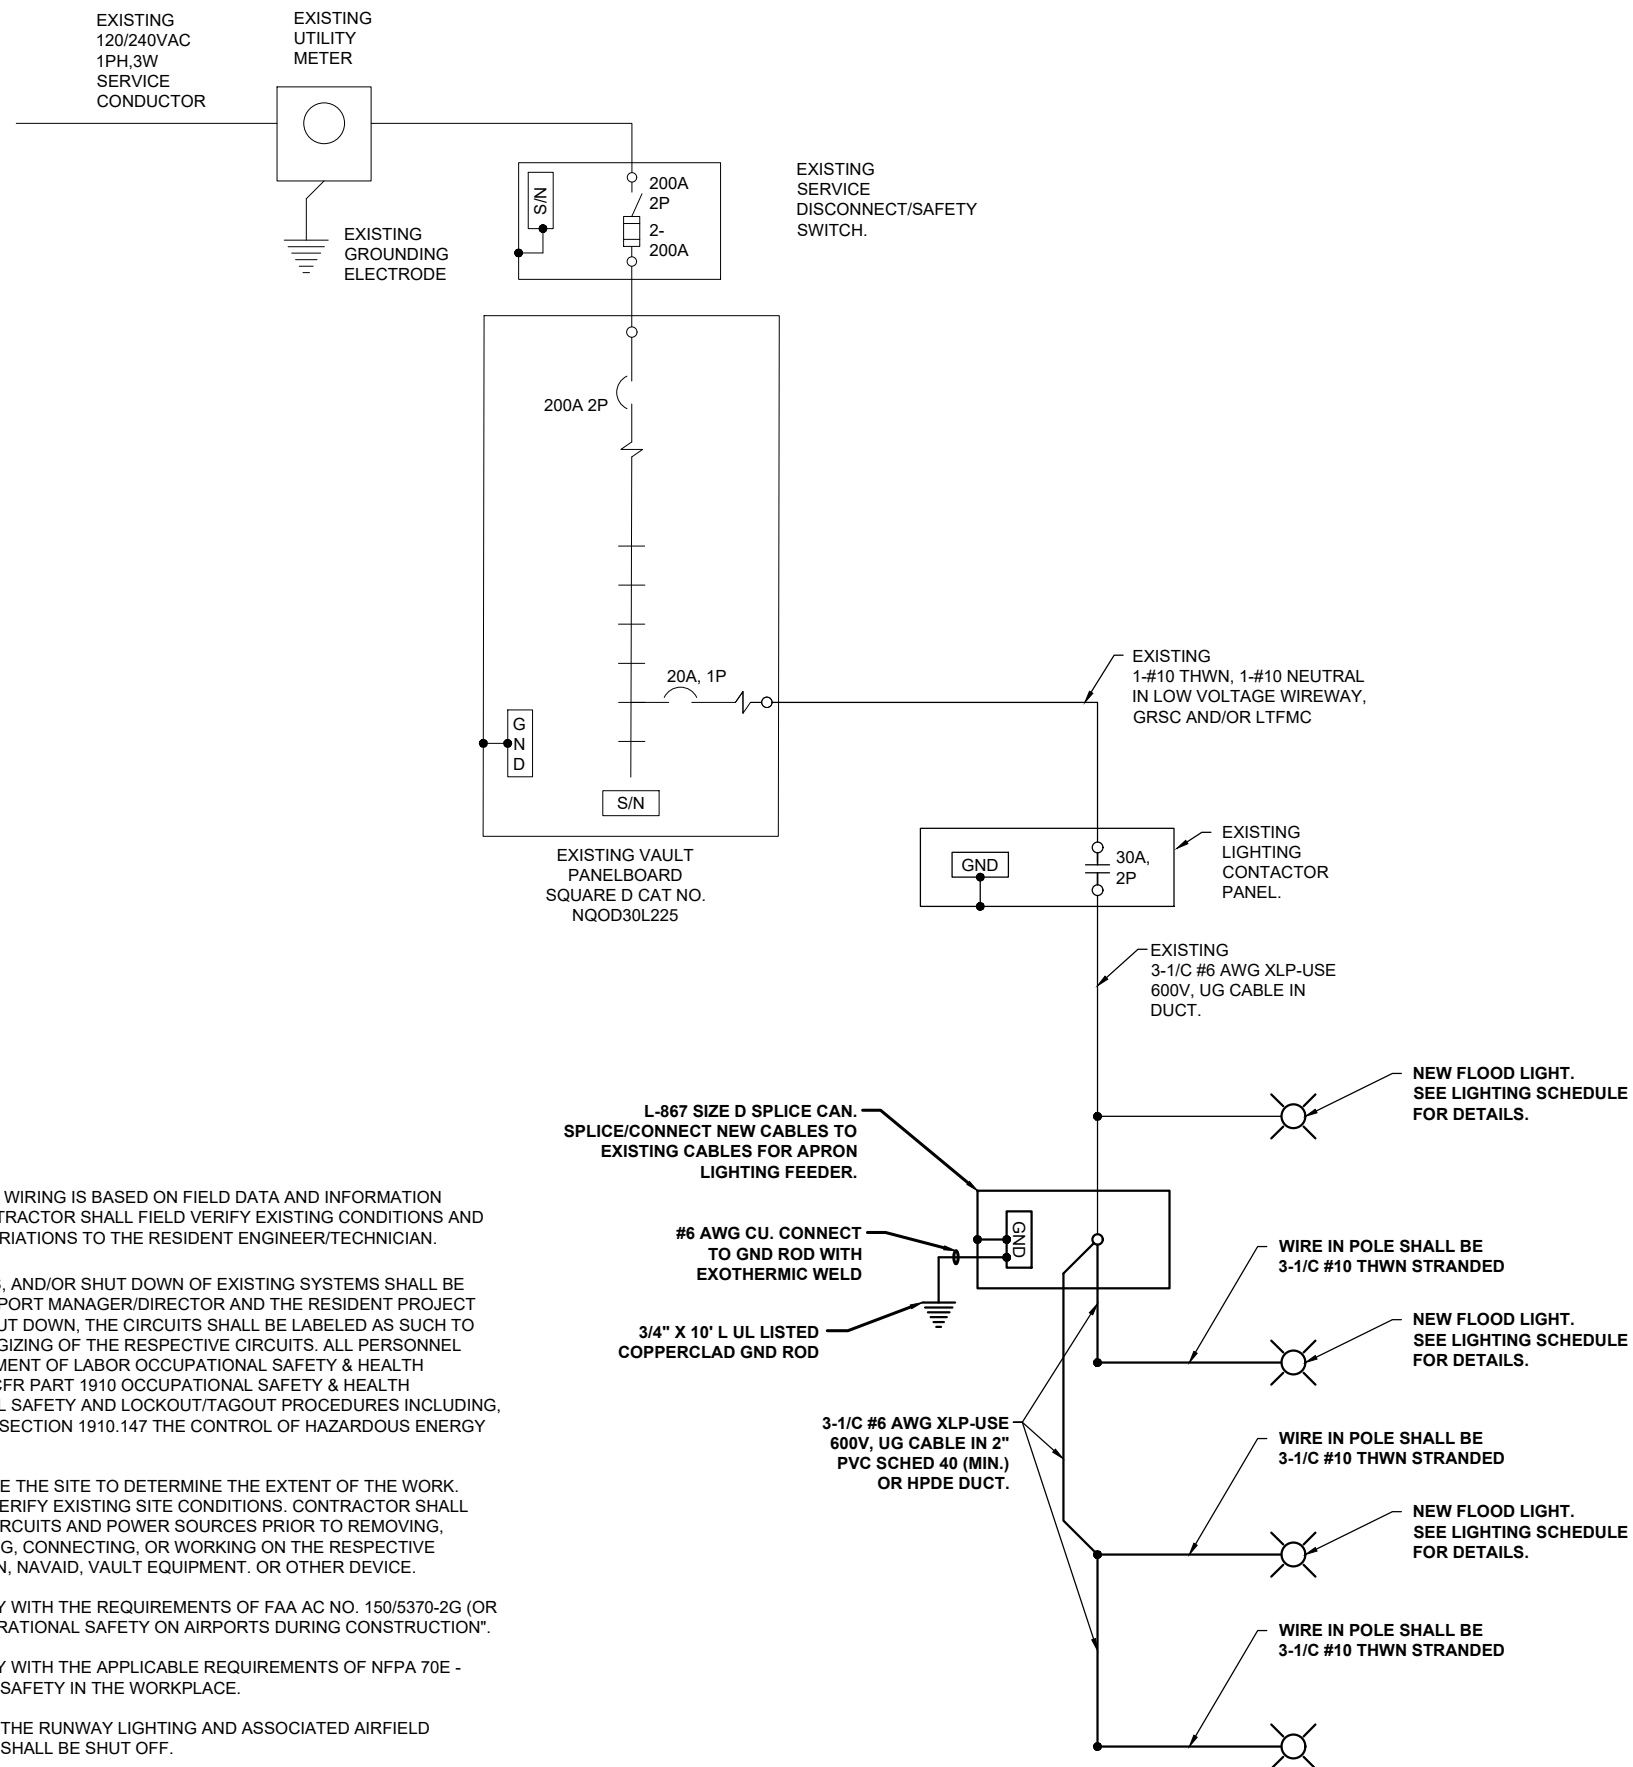 EXISTING
120/240VAC
1PH,3W
SERVICE
CONDUCTOR
EXISTING
UTILITY
METER
EXISTING
GROUNDING
ELECTRODE
N/S
200A
2P
2-
200A
EXISTING
SERVICE
DISCONNECT/SAFETY
SWITCH.
200A 2P
20A, 1P
G
N
D
S/N
EXISTING VAULT
PANELBOARD
SQUARE D CAT NO.
NQOD30L225
EXISTING
1-#10 THWN, 1-#10 NEUTRAL
IN LOW VOLTAGE WIREWAY,
GRSC AND/OR LTFMC
GND
30A,
2P
EXISTING
LIGHTING
CONTACTOR
PANEL.
EXISTING
3-1/C #6 AWG XLP-USE
600V, UG CABLE IN
DUCT.
NEW FLOOD LIGHT.
SEE LIGHTING SCHEDULE
FOR DETAILS.
L-867 SIZE D SPLICE CAN.
SPLICE/CONNECT NEW CABLES TO
EXISTING CABLES FOR APRON
LIGHTING FEEDER.
GND
#6 AWG CU. CONNECT
TO GND ROD WITH
EXOTHERMIC WELD
3/4" X 10' L UL LISTED
COPPERCLAD GND ROD
WIRE IN POLE SHALL BE
3-1/C #10 THWN STRANDED
NEW FLOOD LIGHT.
SEE LIGHTING SCHEDULE
FOR DETAILS.
3-1/C #6 AWG XLP-USE
600V, UG CABLE IN 2"
PVC SCHED 40 (MIN.)
OR HPDE DUCT.
WIRE IN POLE SHALL BE
3-1/C #10 THWN STRANDED
NEW FLOOD LIGHT.
SEE LIGHTING SCHEDULE
FOR DETAILS.
WIRE IN POLE SHALL BE
3-1/C #10 THWN STRANDED
WIRING IS BASED ON FIELD DATA AND INFORMATION
TRACTOR SHALL FIELD VERIFY EXISTING CONDITIONS AND
RIATIONS TO THE RESIDENT ENGINEER/TECHNICIAN.
, AND/OR SHUT DOWN OF EXISTING SYSTEMS SHALL BE
PORT MANAGER/DIRECTOR AND THE RESIDENT PROJECT
UT DOWN, THE CIRCUITS SHALL BE LABELED AS SUCH TO
GIZING OF THE RESPECTIVE CIRCUITS. ALL PERSONNEL
MENT OF LABOR OCCUPATIONAL SAFETY & HEALTH
CFR PART 1910 OCCUPATIONAL SAFETY & HEALTH
L SAFETY AND LOCKOUT/TAGOUT PROCEDURES INCLUDING,
SECTION 1910.147 THE CONTROL OF HAZARDOUS ENERGY
E THE SITE TO DETERMINE THE EXTENT OF THE WORK.
VERIFY EXISTING SITE CONDITIONS. CONTRACTOR SHALL
IRCUITS AND POWER SOURCES PRIOR TO REMOVING,
G, CONNECTING, OR WORKING ON THE RESPECTIVE
N, NAVAID, VAULT EQUIPMENT. OR OTHER DEVICE.
Y WITH THE REQUIREMENTS OF FAA AC NO. 150/5370-2G (OR
RATIONAL SAFETY ON AIRPORTS DURING CONSTRUCTION".
Y WITH THE APPLICABLE REQUIREMENTS OF NFPA 70E -
SAFETY IN THE WORKPLACE.
THE RUNWAY LIGHTING AND ASSOCIATED AIRFIELD
SHALL BE SHUT OFF.